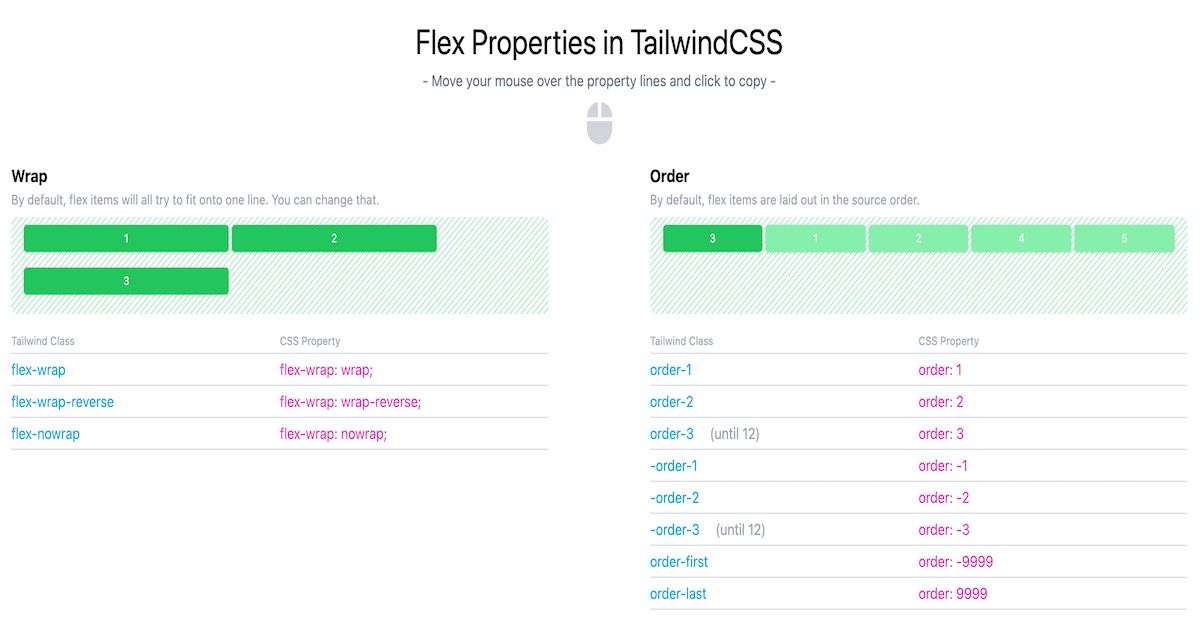 Flex Properties in TailwindCSS
- Move your mouse over the property lines and click to copy -
Wrap
By default, flex items will all try to fit onto one line. You can change that.
1 2
3
Tailwind Class CSS Property
flex-wrap flex-wrap: wrap;
flex-wrap-reverse flex-wrap: wrap-reverse;
flex-nowrap flex-wrap: nowrap;
Order
By default, flex items are laid out in the source order.
3 1 2 4 5
Tailwind Class CSS Property
order-1 order: 1
order-2 order: 2
order-3 (until 12) order: 3
-order-1 order: -1
-order-2 order: -2
-order-3 (until 12) order: -3
order-first order: -9999
order-last order: 9999